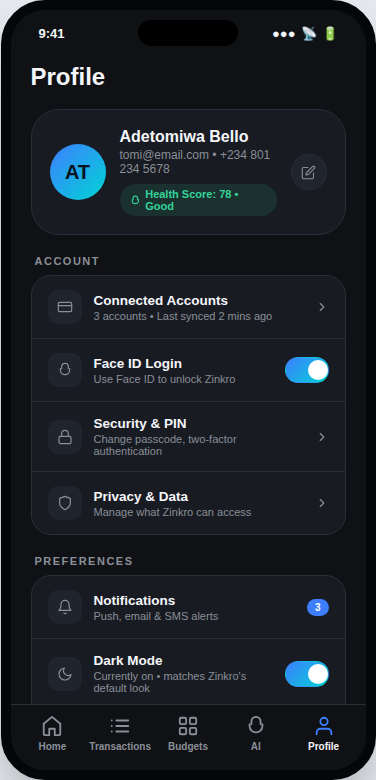 9:41
Profile
AT
Adetomiwa Bello
tomi@email.com • +234 801
234 5678
Health Score: 78 •
Good
ACCOUNT
Connected Accounts
3 accounts • Last synced 2 mins ago
Face ID Login
Use Face ID to unlock Zinkro
Security & PIN
Change passcode, two-factor
authentication
Privacy & Data
Manage what Zinkro can access
PREFERENCES
Notifications
Push, email & SMS alerts
3
Dark Mode
Currently on • matches Zinkro's
default look
Home Transactions Budgets AI Profile